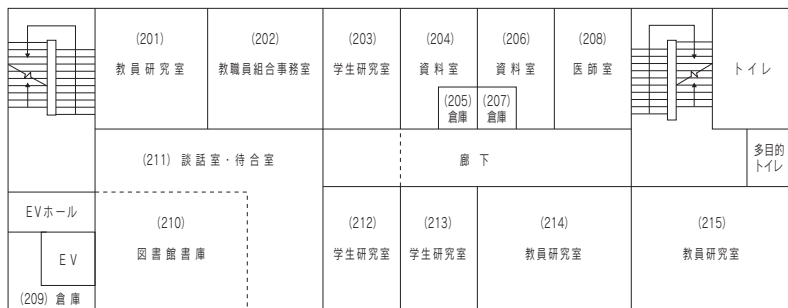 (201)
教員研究室
(202)
教職員組合事務室
(203)
学生研究室
(204)
資料室
(206)
資料室
(208)
医師室
トイレ
(205)
倉庫
(207)
倉庫
(211) 談話室・待合室
廊下
多目的
トイレ
EVホール
EV
(209) 倉庫
(210)
図書館書庫
(212)
学生研究室
(213)
学生研究室
(214)
教員研究室
(215)
教員研究室